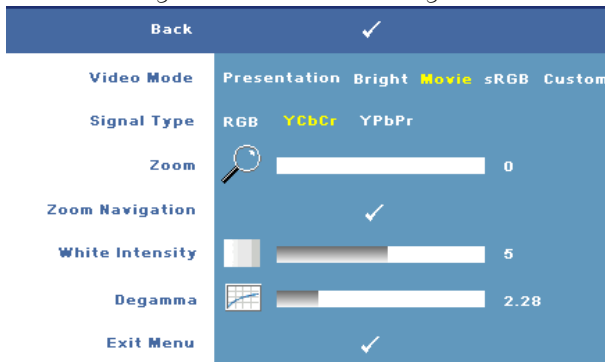 Back
Video Mode Presentation Bright Movie sRGB Custom
Signal Type RGB YCbCr YPbPr
Zoom 0
Zoom Navigation
White Intensity 5
Degamma 2.28
Exit Menu